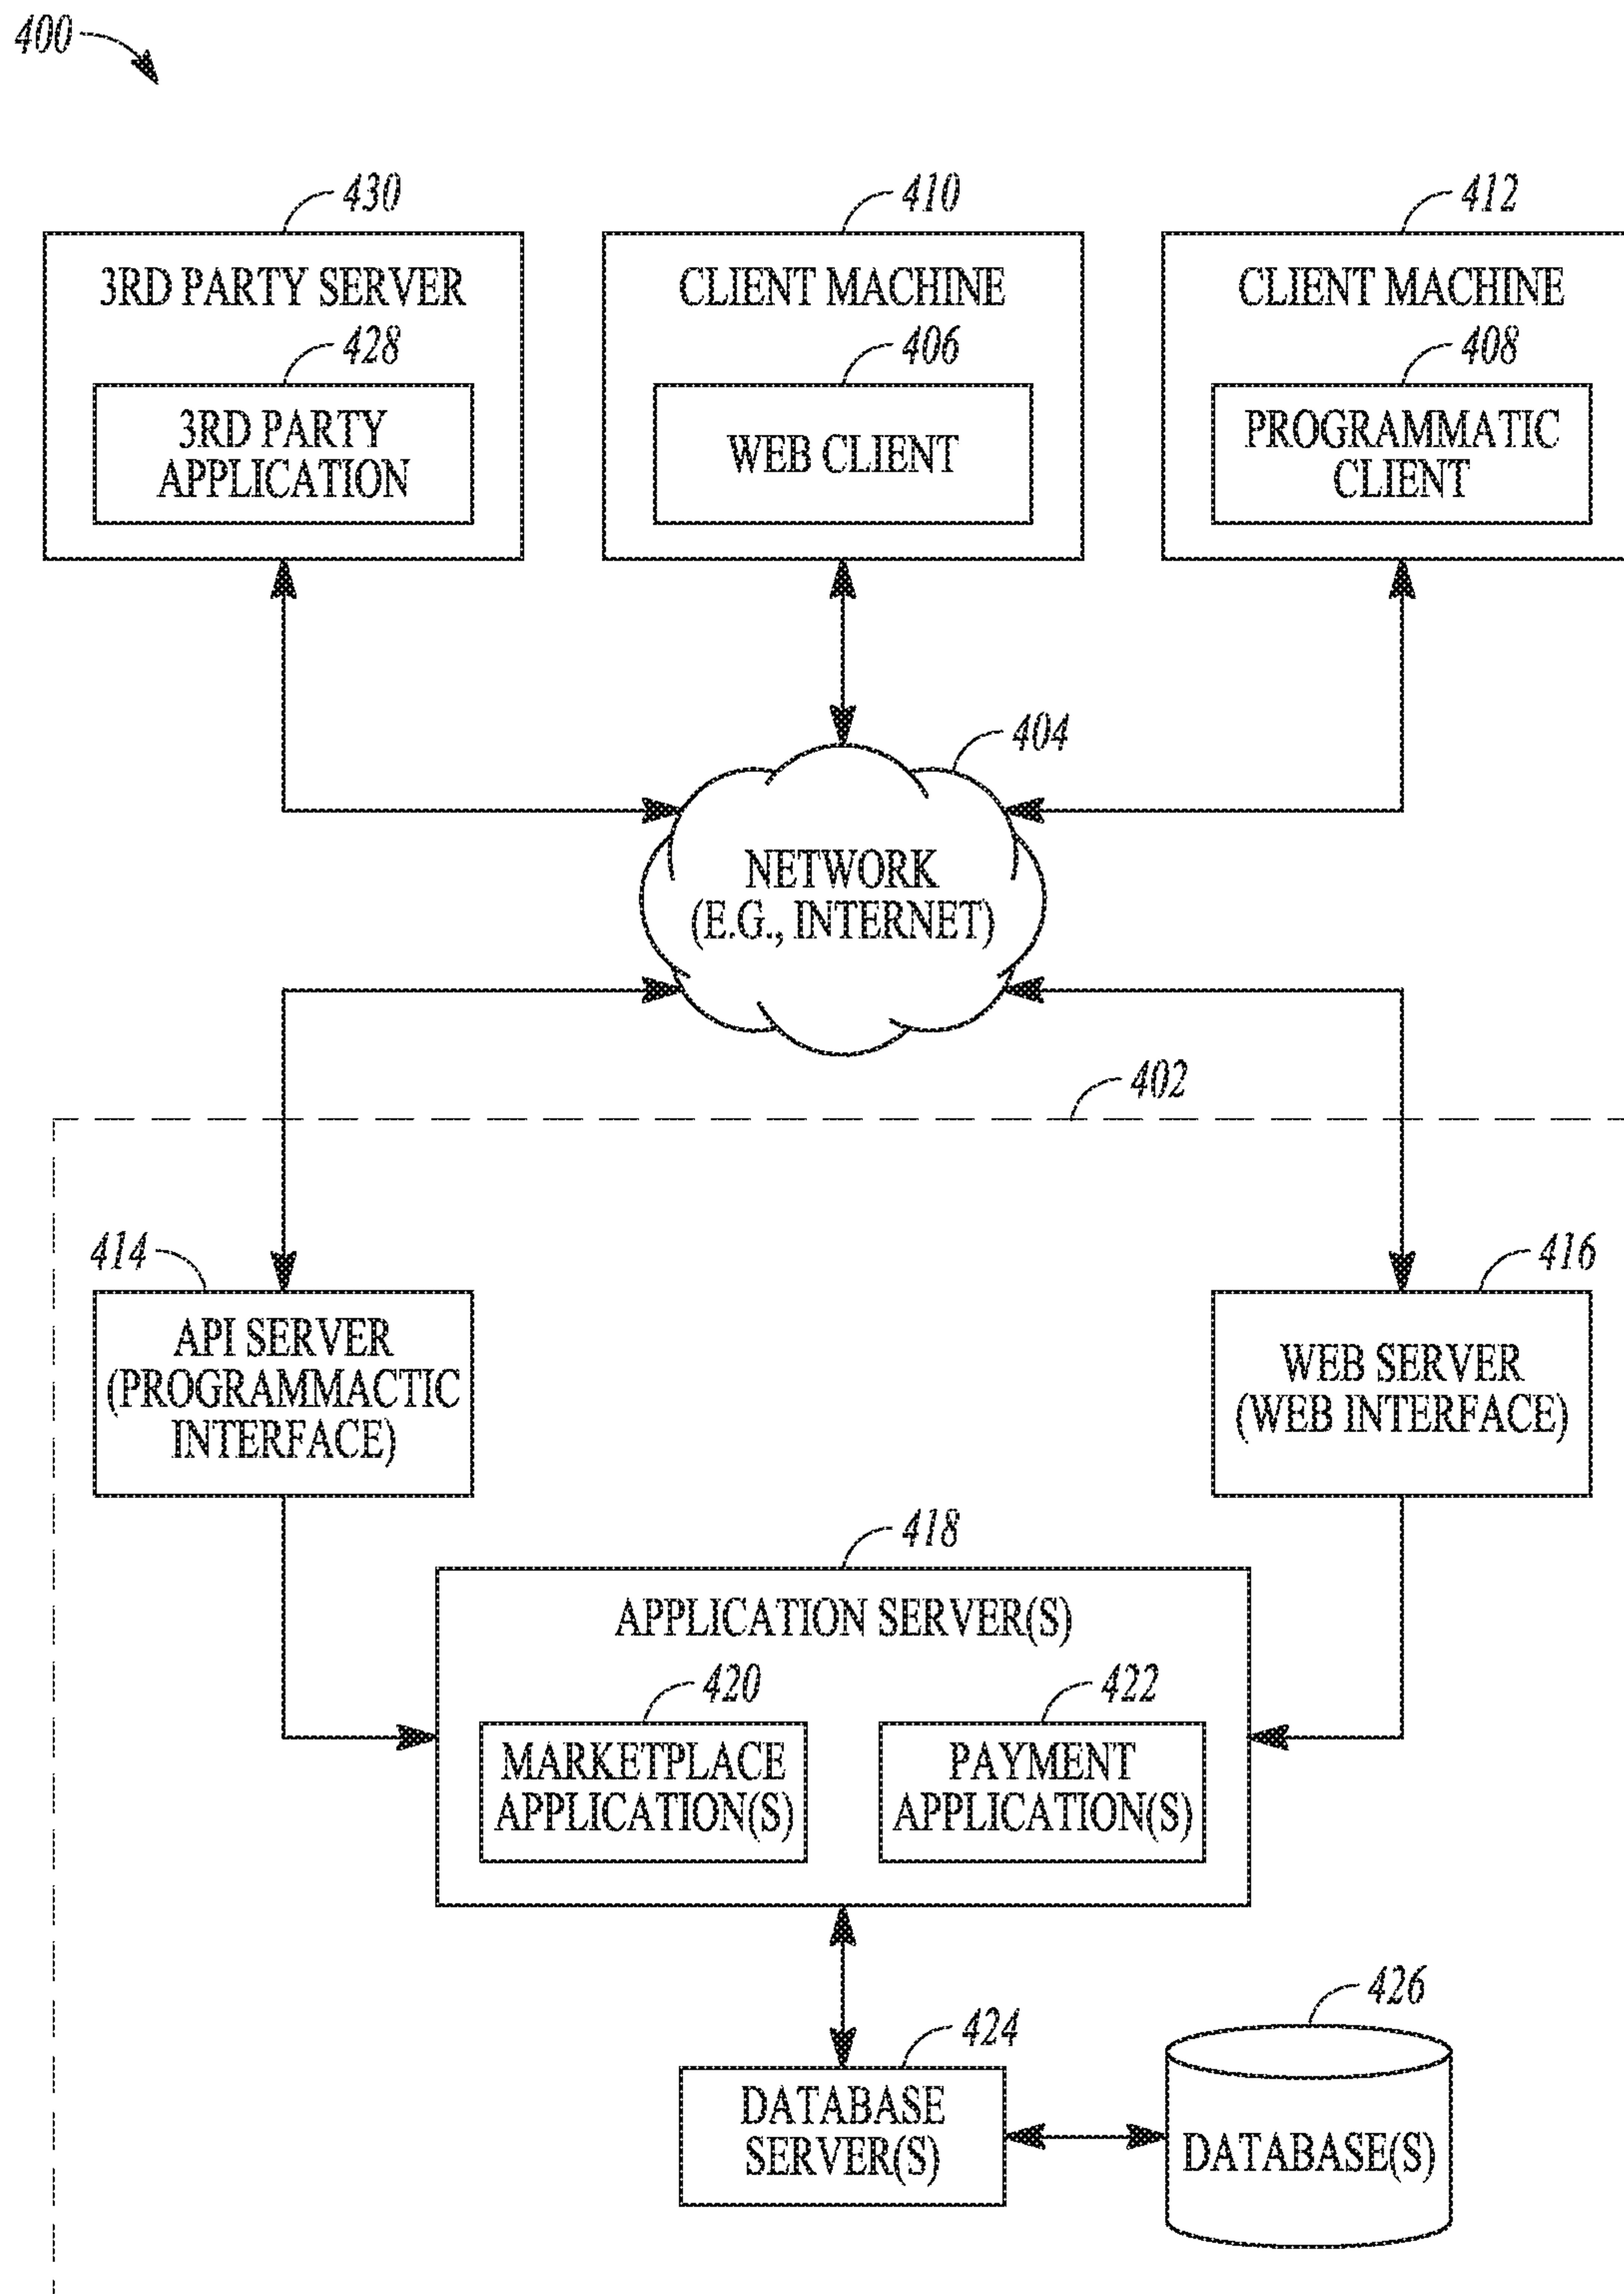 400
430
3RD PARTY SERVER
428
3RD PARTY
APPLICATION
410
CLIENT MACHINE
406
WEB CLIENT
412
CLIENT MACHINE
408
PROGRAMMATIC
CLIENT
404
NETWORK
(E.G., INTERNET)
402
414
API SERVER
(PROGRAMMACTIC
INTERFACE)
416
WEB SERVER
(WEB INTERFACE)
418
APPLICATION SERVER(S)
420
MARKETPLACE
APPLICATION(S)
422
PAYMENT
APPLICATION(S)
424
DATABASE
SERVER(S)
426
DATABASE(S)